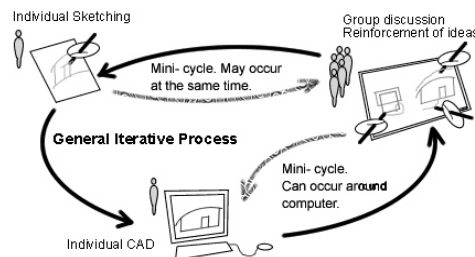 Individual Sketching
Group discussion
Reinforcement of ideas
Mini- cycle. May occur
at the same time.
General Iterative Process
Mini- cycle.
Can occur around
computer.
Individual CAD